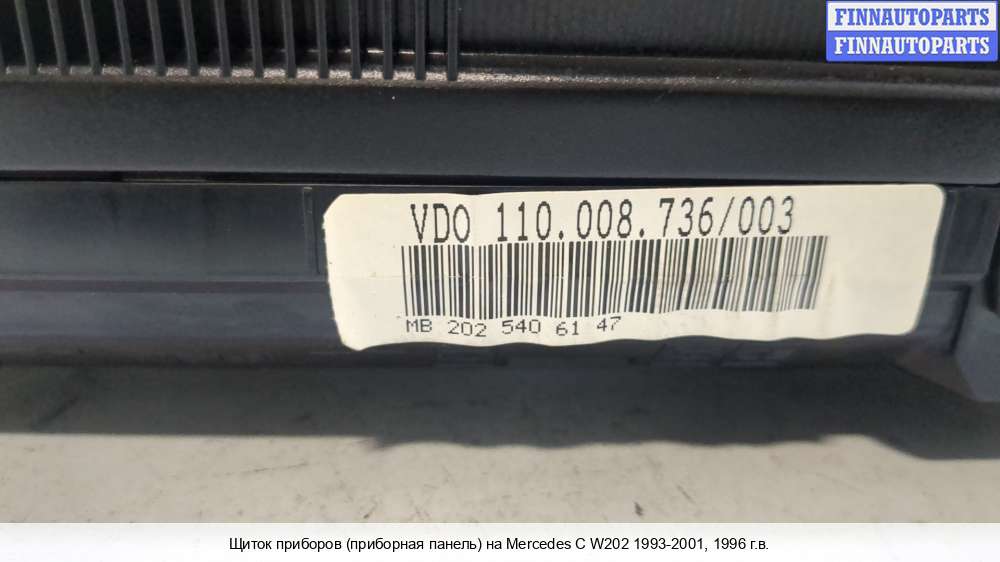 FINNAUTOPARTS
FINNAUTOPARTS
VDO 110.008.736/003
MB 202 540 61 47
Щиток приборов (приборная панель) на Mercedes C W202 1993-2001, 1996 г.в.